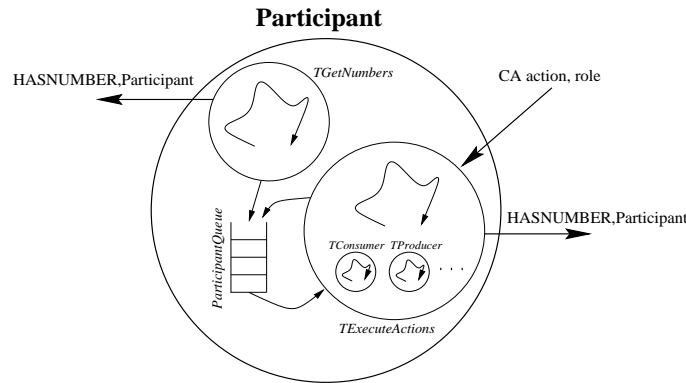 Participant
HASNUMBER,Participant
TGetNumbers
CA action, role
ParticipantQueue
HASNUMBER,Participant
TConsumer
TProducer
. . .
TExecuteActions